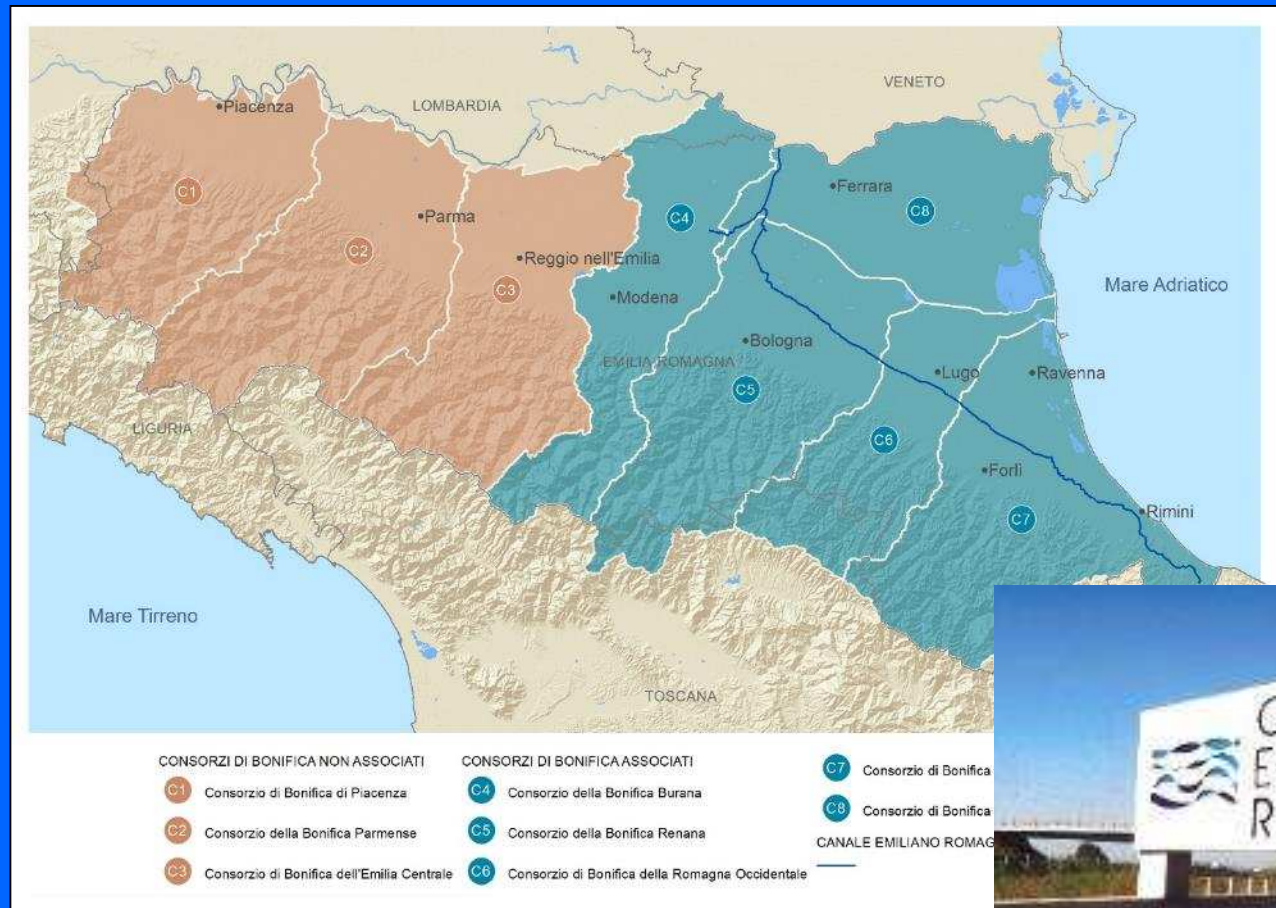 VENETO
LOMBARDIA
Piacenza
C1
Ferrara
C4
C8
Parma
C2
Reggio nell'Emilia
C3
Modena
Mare Adriatico
Bologna
EMILIA ROMAGNA
C5
Lugo
Ravenna
LIGURIA
C6
Forlì
C7
Rimini
Mare Tirreno
TOSCANA
CONSORZI DI BONIFICA NON ASSOCIATI
C1 Consorzio di Bonifica di Piacenza
C2 Consorzio della Bonifica Parmense
C3 Consorzio di Bonifica dell'Emilia Centrale
CONSORZI DI BONIFICA ASSOCIATI
C4 Consorzio della Bonifica Burana
C5 Consorzio della Bonifica Renana
C6 Consorzio di Bonifica della Romagna Occidentale
C7 Consorzio di Bonifica
C8 Consorzio di Bonifica
CANALE EMILIANO ROMAG
C
E
R